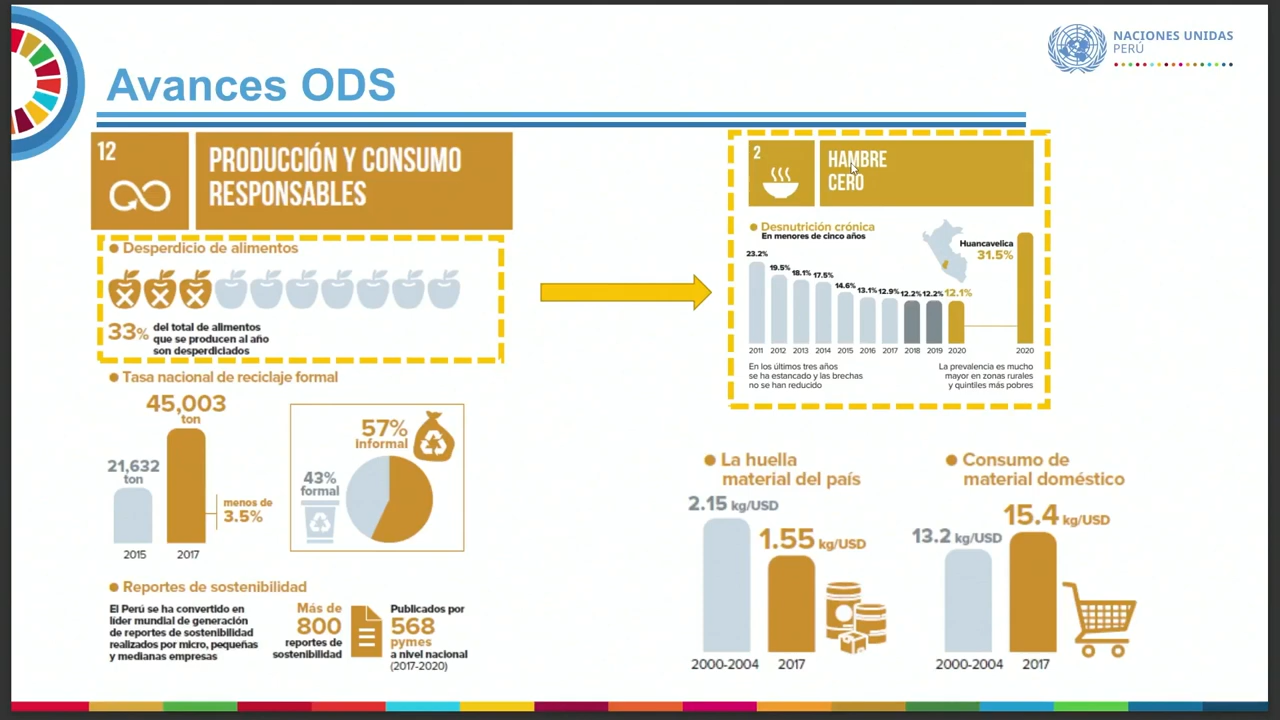 NACIONES UNIDAS
PERÚ
Avances ODS
12
PRODUCCIÓN Y CONSUMO
RESPONSABLES
Desperdicio de alimentos
33%
del total de alimentos
que se producen al año
son desperdiciados
Tasa nacional de reciclaje formal
45,003
ton
21,632
ton
menos de
3.5%
2015
2017
57%
informal
43%
formal
Reportes de sostenibilidad
El Perú se ha convertido en
líder mundial de generación
de reportes de sostenibilidad
realizados por micro, pequeñas
y medianas empresas
Más de
800
reportes de
sostenibilidad
Publicados por
568
pymes
a nivel nacional
(2017-2020)
2
HAMBRE
CERO
Desnutrición crónica
En menores de cinco años
Huancavelica
31.5%
23.2%
19.5%
18.1%
17.5%
14.6%
13.1%
12.9%
12.2%
12.2%
12.1%
2011
2012
2013
2014
2015
2016
2017
2018
2019
2020
2020
En los últimos tres años
se ha estancado y las brechas
no se han reducido
La prevalencia es mucho
mayor en zonas rurales
y quintiles más pobres
La huella
material del país
2.15 kg/USD
1.55 kg/USD
2000-2004
2017
Consumo de
material doméstico
13.2 kg/USD
15.4 kg/USD
2000-2004
2017